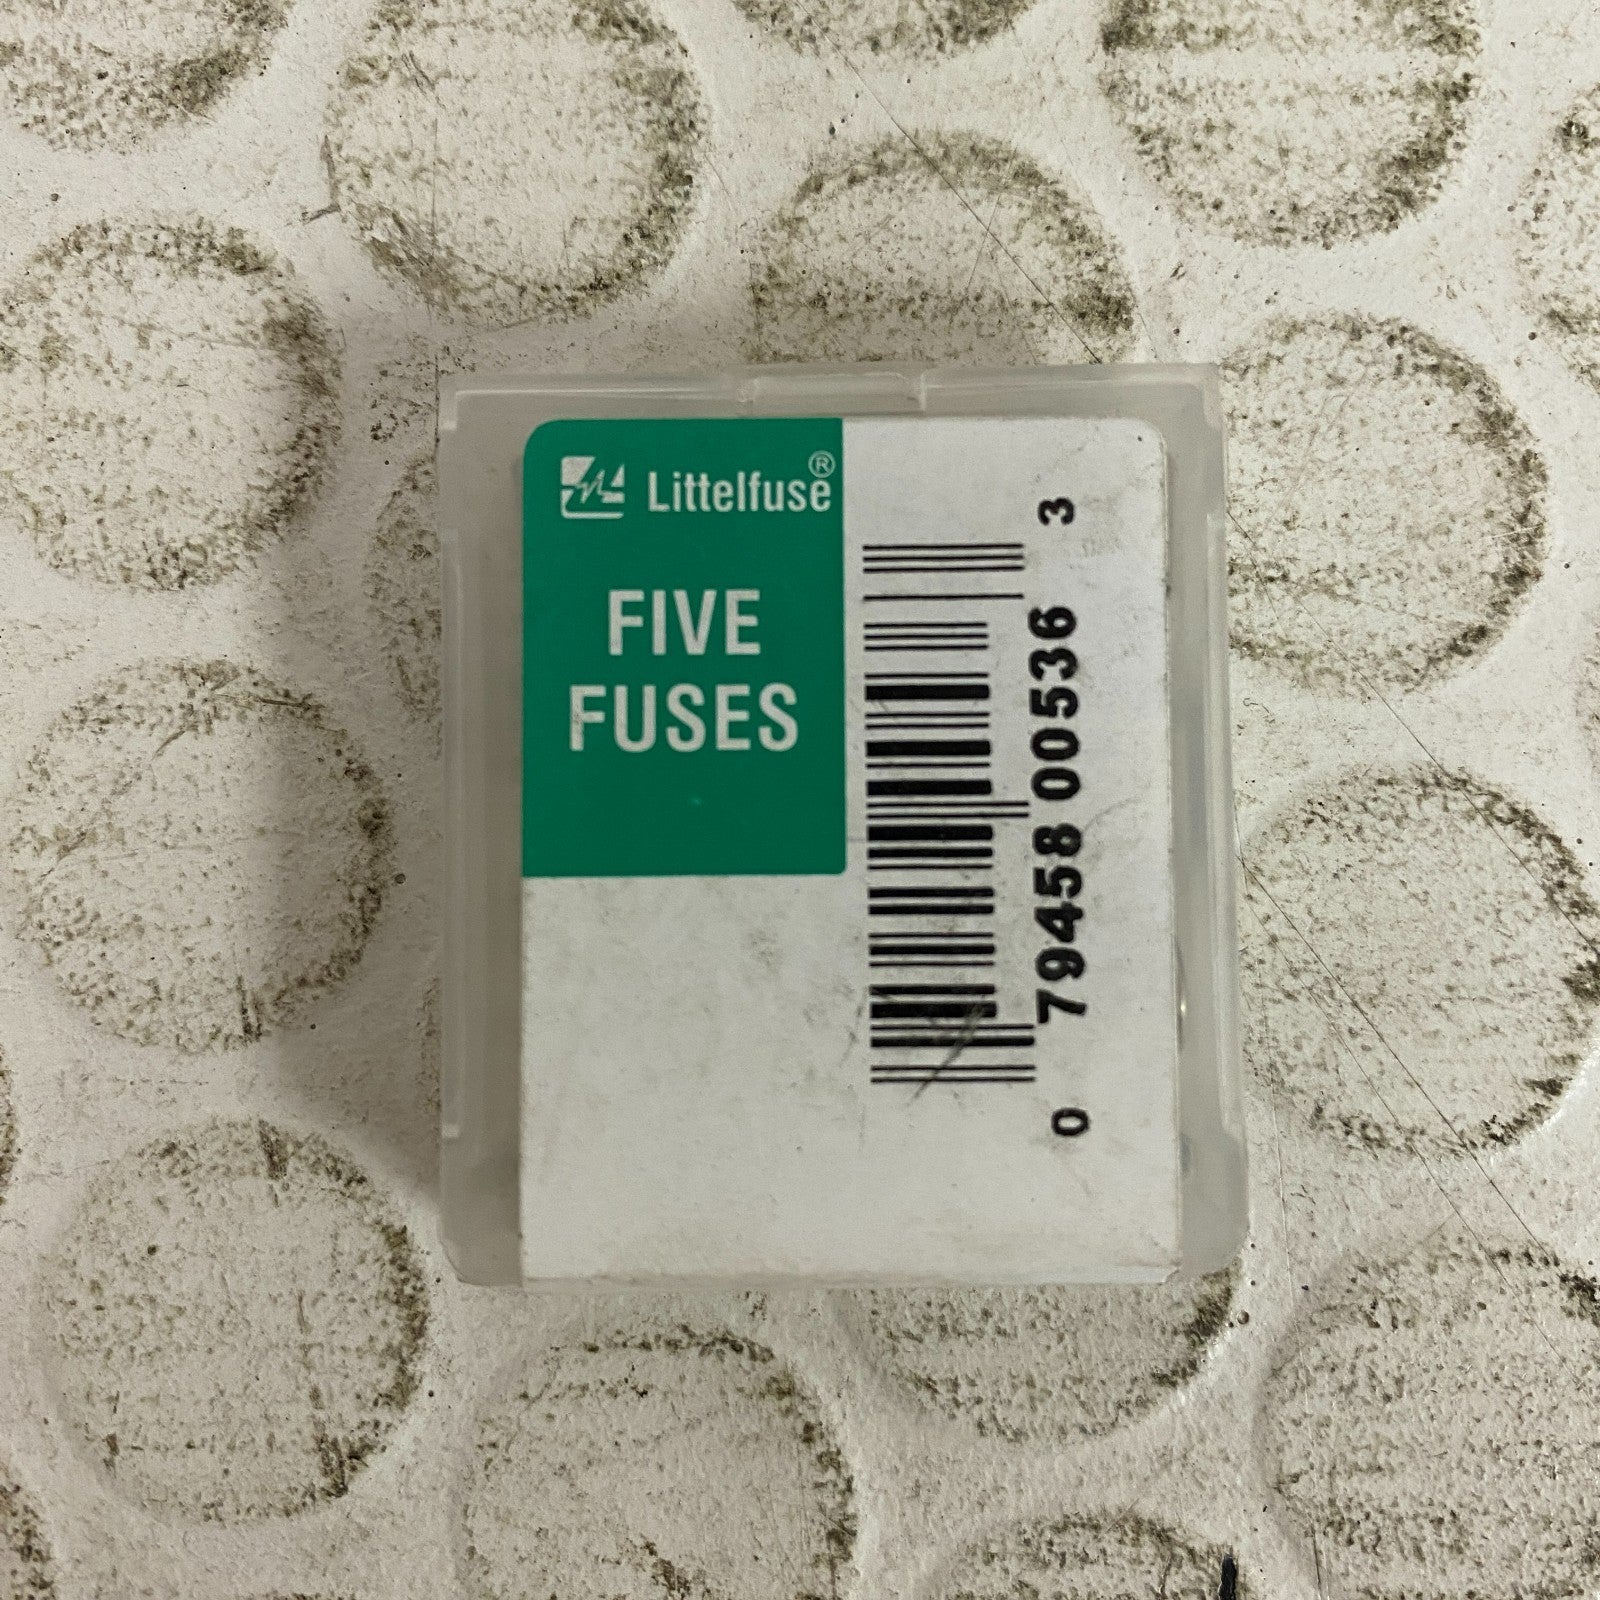 Littelfuse®
FIVE
FUSES
0 79458 00536 3